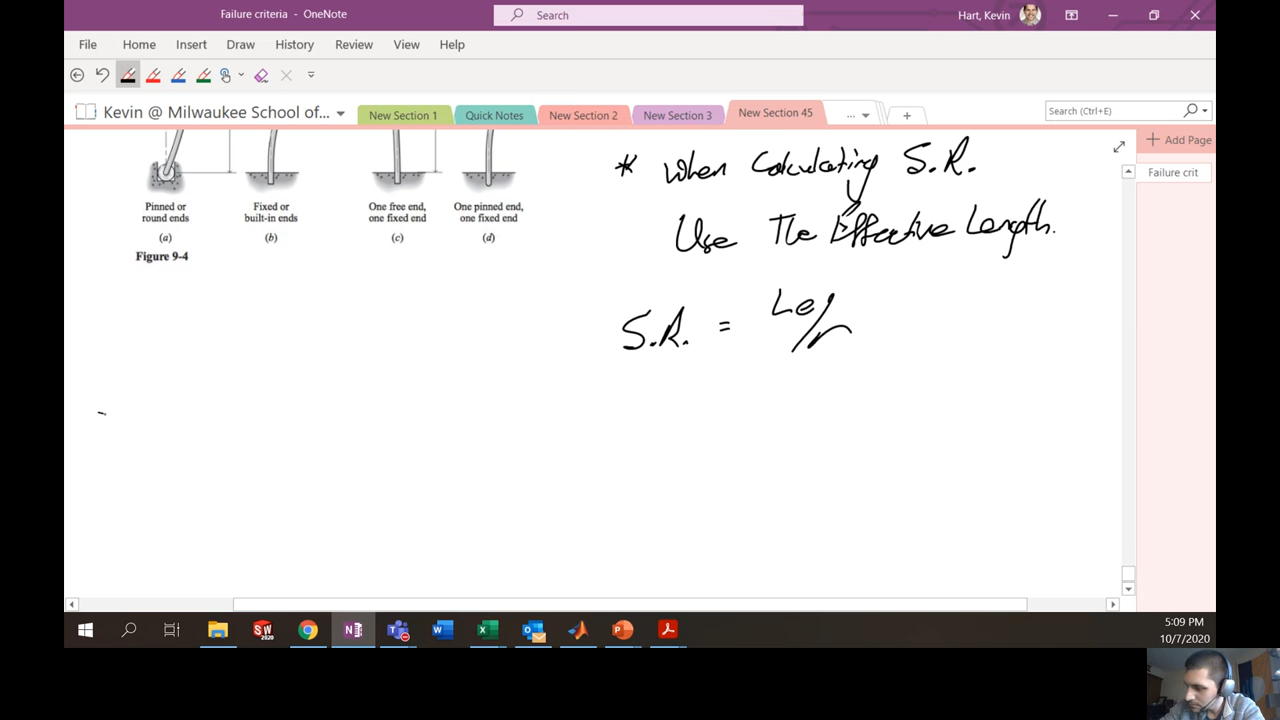 Failure criteria - OneNote
Search
Hart, Kevin
File Home Insert Draw History Review View Help
Kevin @ Milwaukee School of...
New Section 1
Quick Notes
New Section 2
New Section 3
New Section 45
...
Search (Ctrl+E)
Add Page
Failure crit
Pinned or
round ends
(a)
Fixed or
built-in ends
(b)
One free end,
one fixed end
(c)
One pinned end,
one fixed end
(d)
Figure 9-4
* When Calculating S.R.
Use The Effective Length.
S.R. = Le/r
SW
2020
5:09 PM
10/7/2020